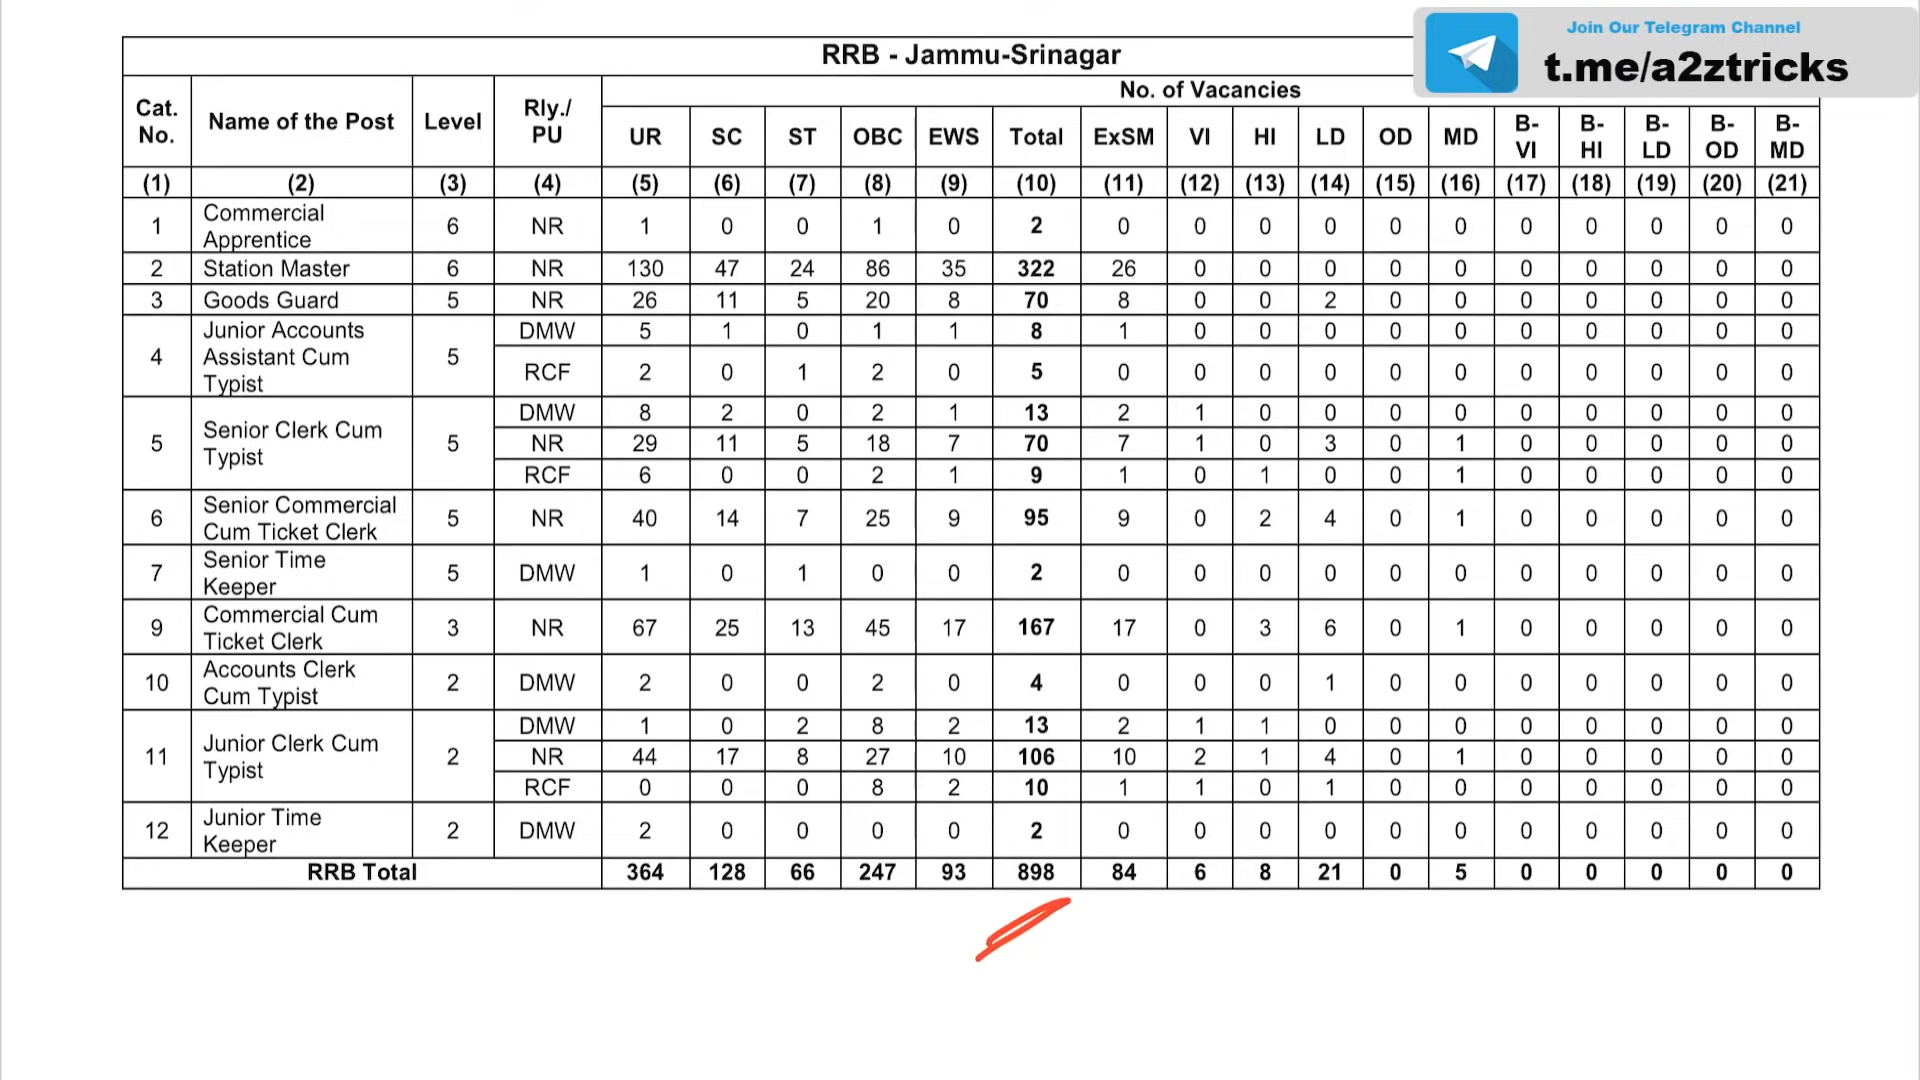 Join Our Telegram Channel
t.me/a2ztricks
RRB - Jammu-Srinagar
Cat. No. Name of the Post Level Rly./ PU No. of Vacancies
UR SC ST OBC EWS Total ExSM VI HI LD OD MD B-VI B-HI B-LD B-OD B-MD
(1) (2) (3) (4) (5) (6) (7) (8) (9) (10) (11) (12) (13) (14) (15) (16) (17) (18) (19) (20) (21)
1 Commercial Apprentice 6 NR 1 0 0 1 0 2 0 0 0 0 0 0 0 0 0 0 0
2 Station Master 6 NR 130 47 24 86 35 322 26 0 0 0 0 0 0 0 0 0 0
3 Goods Guard 5 NR 26 11 5 20 8 70 8 0 0 2 0 0 0 0 0 0 0
4 Junior Accounts Assistant Cum Typist 5 DMW 5 1 0 1 1 8 1 0 0 0 0 0 0 0 0 0 0
RCF 2 0 1 2 0 5 0 0 0 0 0 0 0 0 0 0 0
5 Senior Clerk Cum Typist 5 DMW 8 2 0 2 1 13 2 1 0 0 0 0 0 0 0 0 0
NR 29 11 5 18 7 70 7 1 0 3 0 1 0 0 0 0 0
RCF 6 0 0 2 1 9 1 0 1 0 0 1 0 0 0 0 0
6 Senior Commercial Cum Ticket Clerk 5 NR 40 14 7 25 9 95 9 0 2 4 0 1 0 0 0 0 0
7 Senior Time Keeper 5 DMW 1 0 1 0 0 2 0 0 0 0 0 0 0 0 0 0 0
9 Commercial Cum Ticket Clerk 3 NR 67 25 13 45 17 167 17 0 3 6 0 1 0 0 0 0 0
10 Accounts Clerk Cum Typist 2 DMW 2 0 0 2 0 4 0 0 0 1 0 0 0 0 0 0 0
11 Junior Clerk Cum Typist 2 DMW 1 0 2 8 2 13 2 1 1 0 0 0 0 0 0 0 0
NR 44 17 8 27 10 106 10 2 1 4 0 1 0 0 0 0 0
RCF 0 0 0 8 2 10 1 1 0 1 0 0 0 0 0 0 0
12 Junior Time Keeper 2 DMW 2 0 0 0 0 2 0 0 0 0 0 0 0 0 0 0 0
RRB Total 364 128 66 247 93 898 84 6 8 21 0 5 0 0 0 0 0